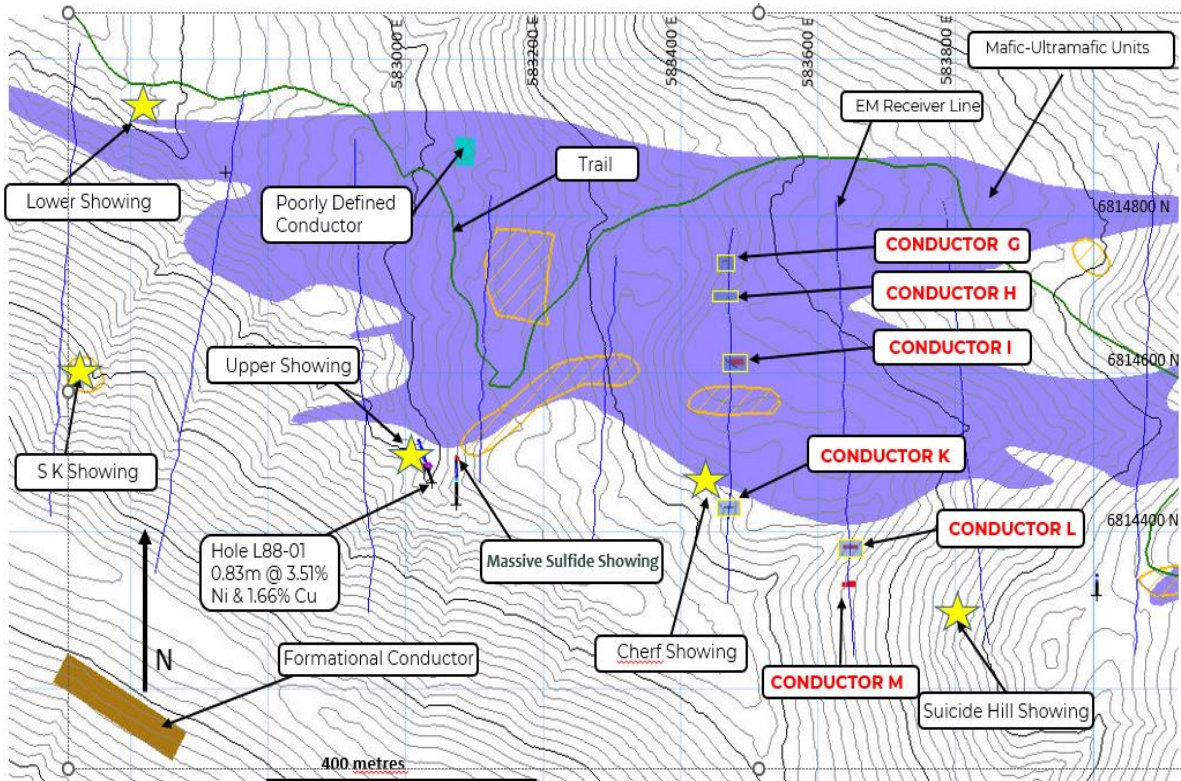 583000 E
583200 E
583400 E
583600 E
583800 E
Mafic-Ultramafic Units
EM Receiver Line
Trail
Lower Showing
Poorly Defined
Conductor
6814800 N
CONDUCTOR G
CONDUCTOR H
CONDUCTOR I
6814600 N
Upper Showing
S K Showing
CONDUCTOR K
CONDUCTOR L
6814400 N
Hole L88-01
0.83m @ 3.51%
Ni & 1.66% Cu
Massive Sulfide Showing
N
Formational Conductor
Cherf Showing
CONDUCTOR M
Suicide Hill Showing
400 metres